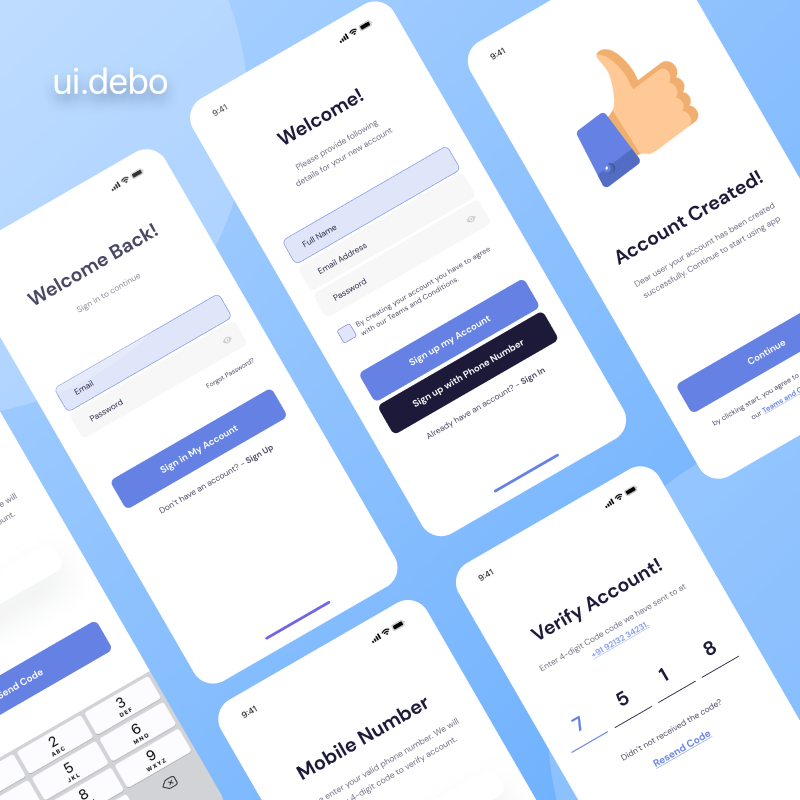 ui.debo
9:41
Welcome Back!
Sign in to continue
Email
Password
Forgot Password?
Sign in My Account
Don't have an account? - Sign Up
9:41
Welcome!
Please provide following
details for your new account
Full Name
Email Address
Password
By creating your account you have to agree
with our Teams and Conditions.
Sign up my Account
Sign up with Phone Number
Already have an account? - Sign In
9:41
Account Created!
Dear user your account has been created
successfully. Continue to start using app
Continue
by clicking start, you agree to
our Teams and
will
Send Code
2
ABC
3
DEF
5
JKL
6
MNO
8
9
WXYZ
9:41
Mobile Number
enter your valid phone number. We will
4-digit code to verify account.
9:41
Verify Account!
Enter 4-digit Code code we have sent to at
+91 92132 34231.
7 5 1 8
Didn't not received the code?
Resend Code